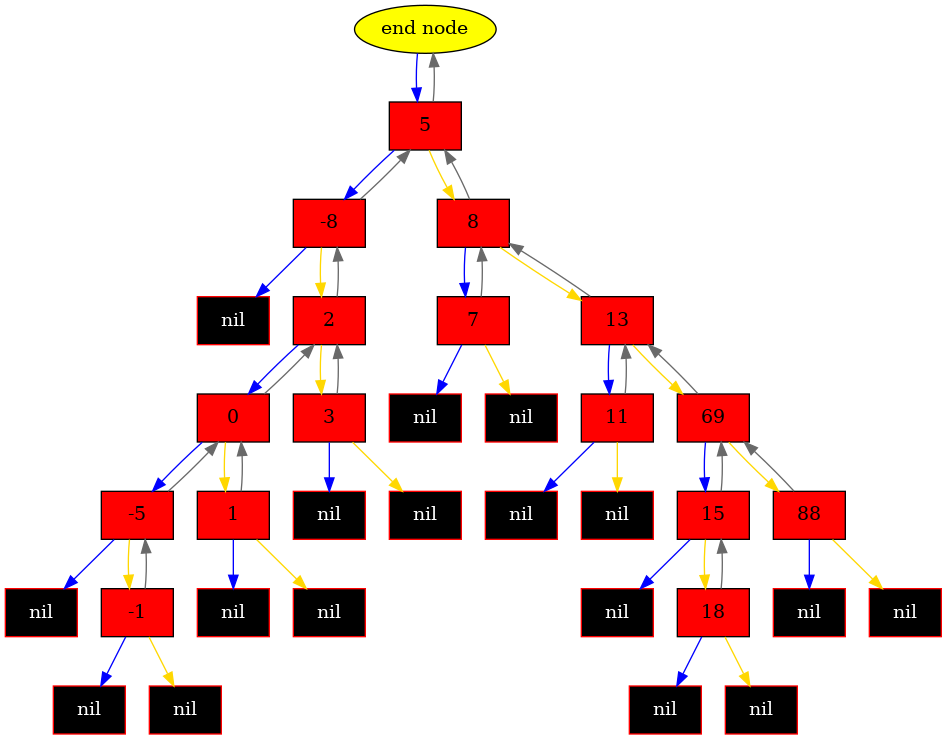 end node
5
-8 8
nil 2 7 13
0 3 nil nil 11 69
-5 1 nil nil nil nil 15 88
nil -1 nil nil nil 18 nil nil
nil nil nil nil